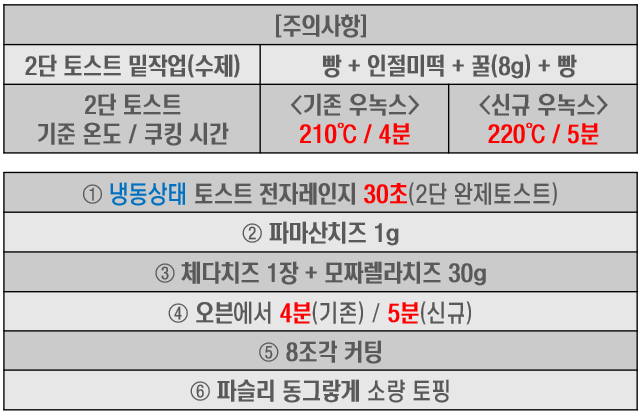 [주의사항]
2단 토스트 밑작업(수제) 빵 + 인절미떡 + 꿀(8g) + 빵
2단 토스트 <기존 우녹스> <신규 우녹스>
기준 온도 / 쿠킹 시간 210℃ / 4분 220℃ / 5분
① 냉동상태 토스트 전자레인지 30초(2단 완제토스트)
② 파마산치즈 1g
③ 체다치즈 1장 + 모짜렐라치즈 30g
④ 오븐에서 4분(기존) / 5분(신규)
⑤ 8조각 커팅
⑥ 파슬리 동그랗게 소량 토핑